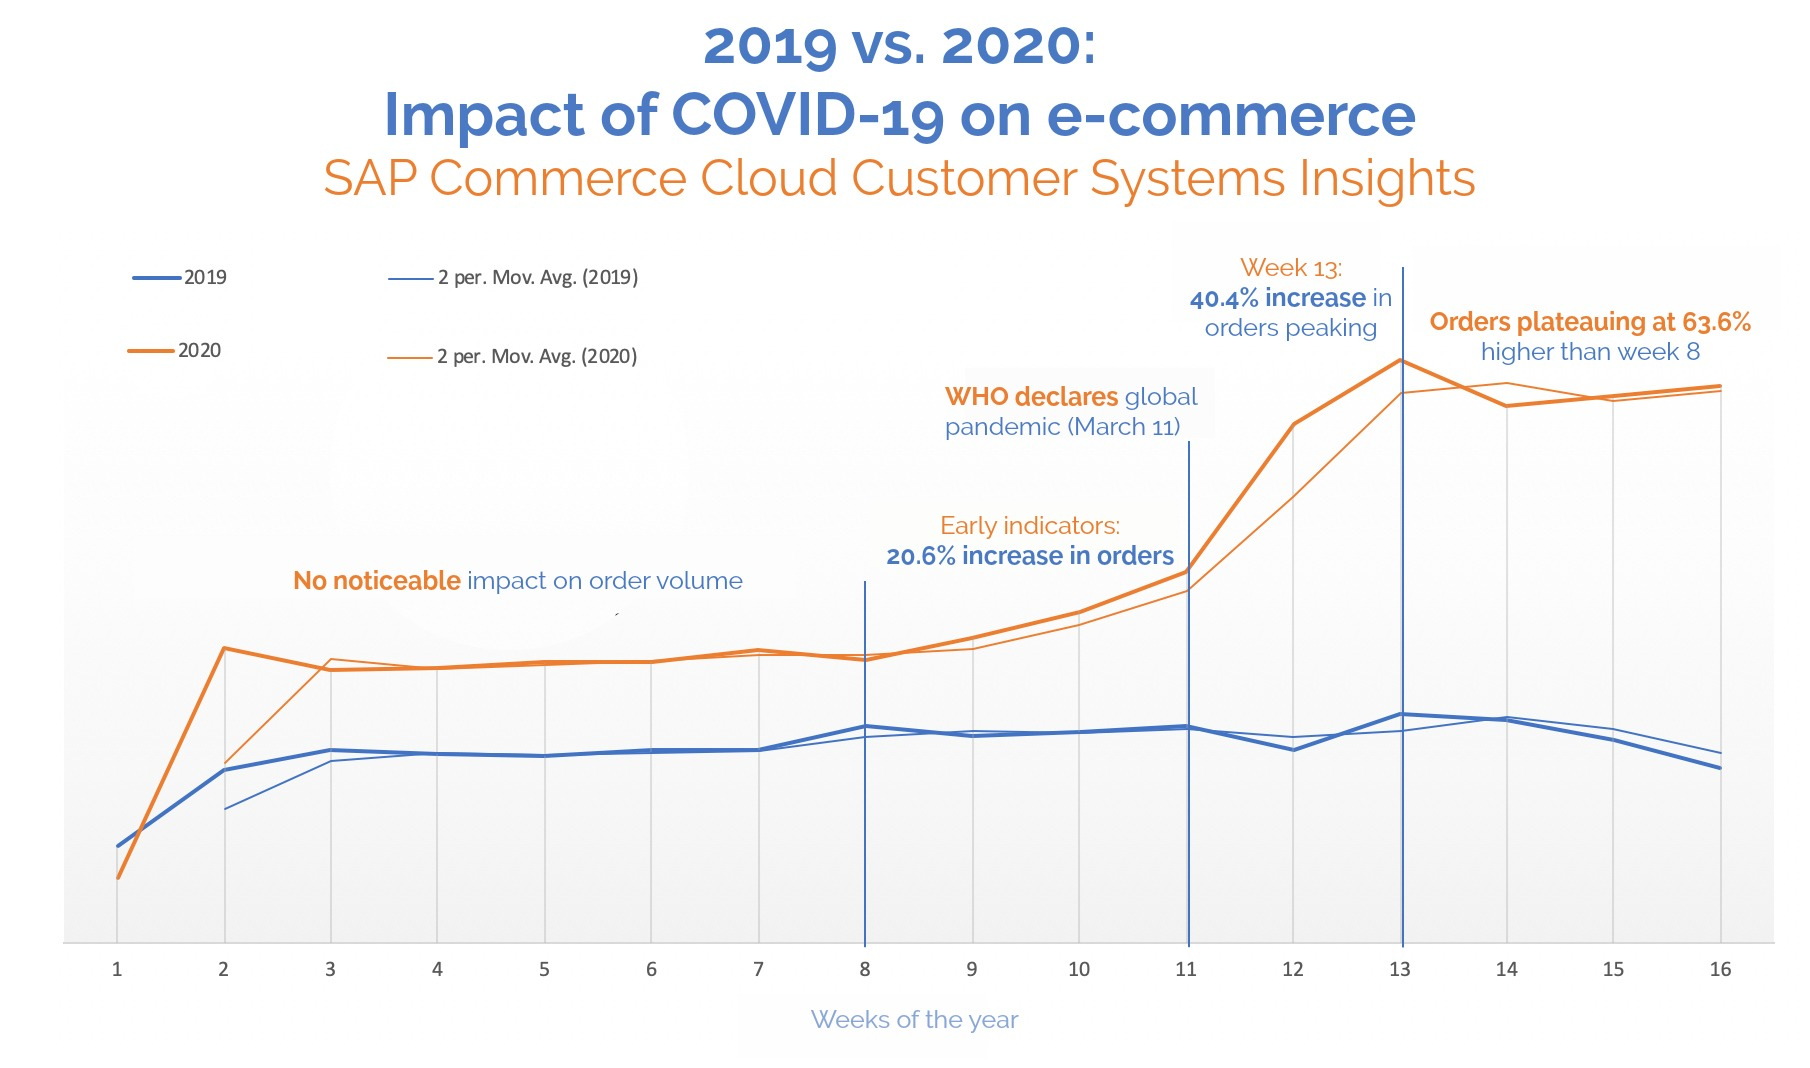 2019 vs. 2020:
Impact of COVID-19 on e-commerce
SAP Commerce Cloud Customer Systems Insights
2019
2 per. Mov. Avg. (2019)
2020
2 per. Mov. Avg. (2020)
Week 13:
40.4% increase in
orders peaking
Orders plateauing at 63.6%
higher than week 8
WHO declares global
pandemic (March 11)
Early indicators:
20.6% increase in orders
No noticeable impact on order volume
1 2 3 4 5 6 7 8 9 10 11 12 13 14 15 16
Weeks of the year